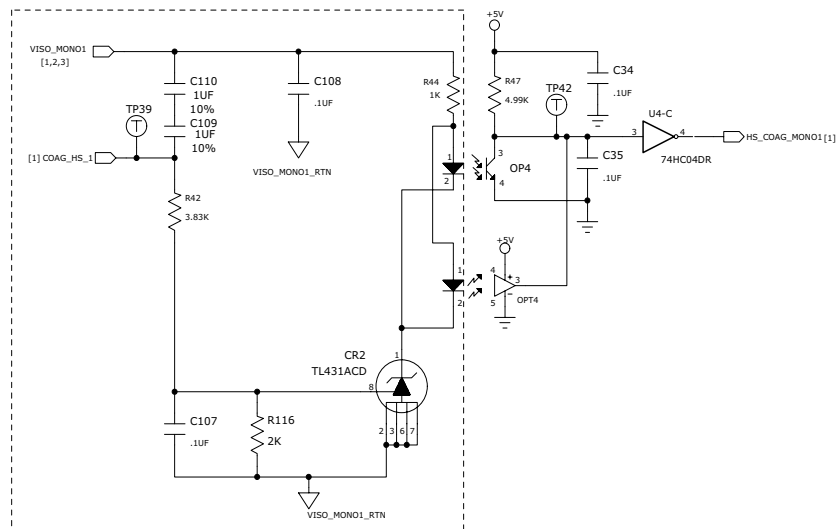 VISO_MONO1
[1,2,3]
C110
1UF
10%
C109
1UF
10%
TP39
T
[1] COAG_HS_1
C108
.1UF
VISO_MONO1_RTN
R44
1K
1
2
1
2
R42
3.83K
C107
.1UF
R116
2K
VISO_MONO1_RTN
CR2
TL431ACD
1
8
2 3 6 7
+5V
R47
4.99K
TP42
T
C34
.1UF
3
4
OP4
U4-C
3
4
74HC04DR
HS_COAG_MONO1 [1]
C35
.1UF
+5V
4
3
5
+
−
OPT4